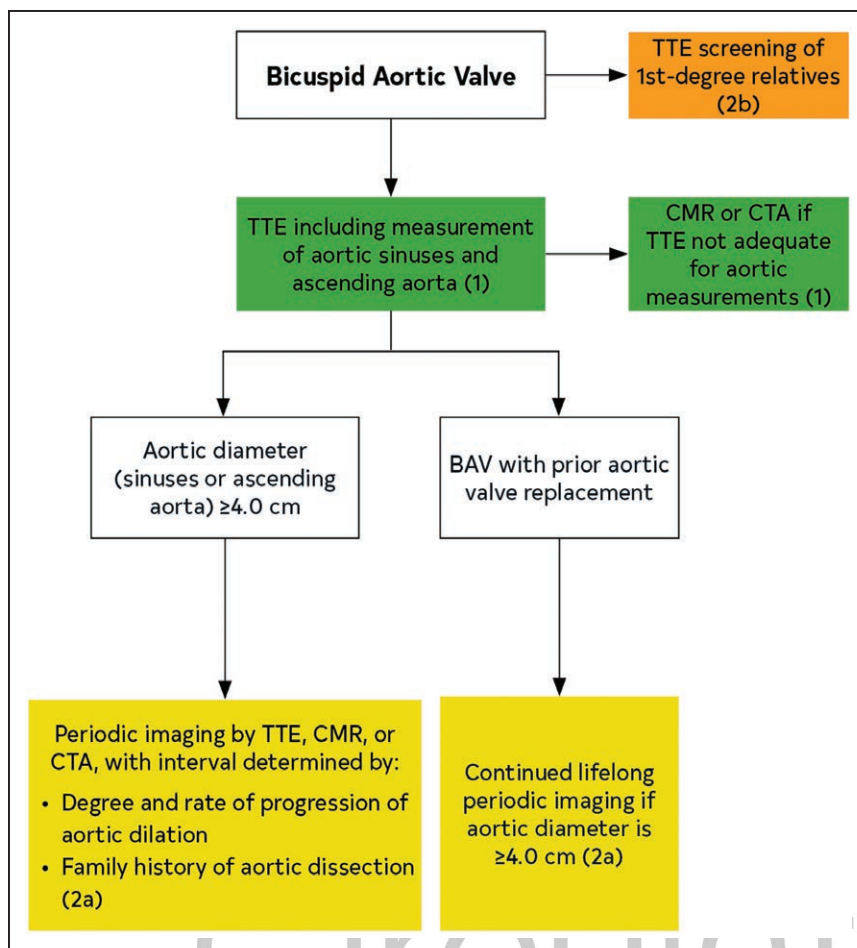 Bicuspid Aortic Valve
TTE screening of
1st-degree relatives
(2b)
TTE including measurement
of aortic sinuses and
ascending aorta (1)
CMR or CTA if
TTE not adequate
for aortic
measurements (1)
Aortic diameter
(sinuses or ascending
aorta) ≥4.0 cm
BAV with prior aortic
valve replacement
Periodic imaging by TTE, CMR, or
CTA, with interval determined by:
• Degree and rate of progression of
aortic dilation
• Family history of aortic dissection
(2a)
Continued lifelong
periodic imaging if
aortic diameter is
≥4.0 cm (2a)